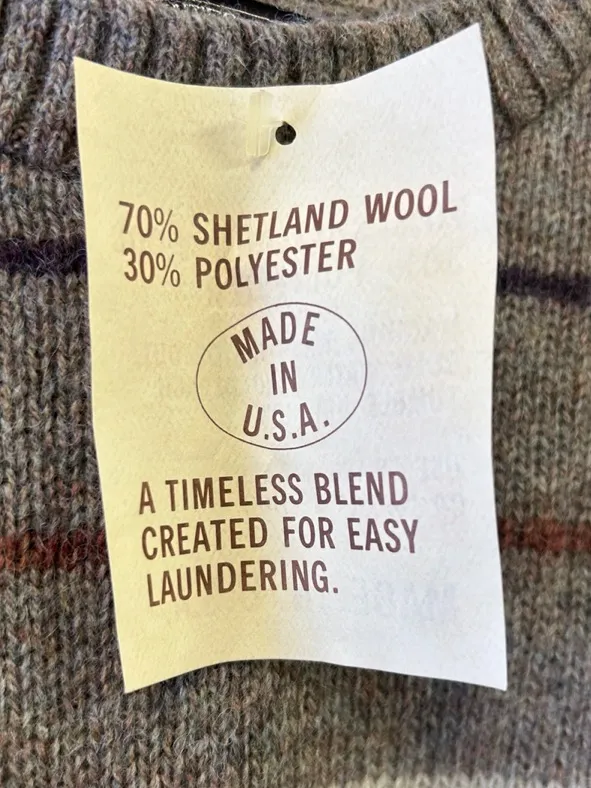 70% SHETLAND WOOL
30% POLYESTER
MADE
IN
U.S.A.
A TIMELESS BLEND
CREATED FOR EASY
LAUNDERING.